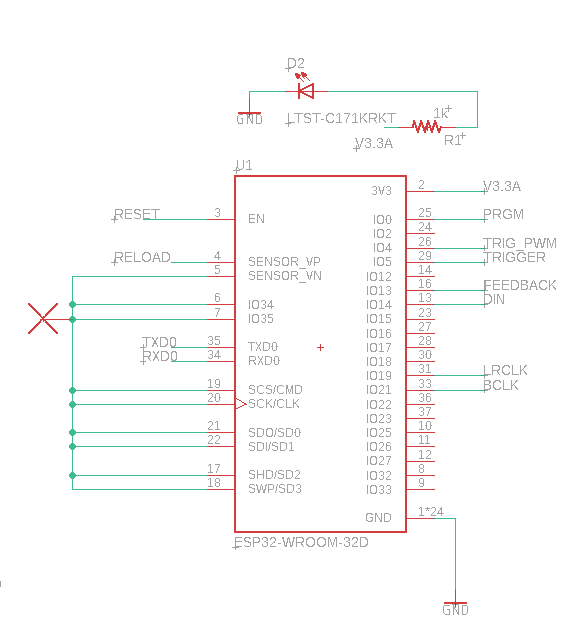 D2
GND
LTST-C171KRKT
1k
R1
V3.3A
U1
3V3 2 V3.3A
RESET 3 EN
IO0 25 PRGM
IO2 24
IO4 26 TRIG_PWM
RELOAD 4 SENSOR_VP
IO5 29 TRIGGER
5 SENSOR_VN
IO12 14
IO13 16 FEEDBACK
6 IO34
IO14 13 DIN
7 IO35
IO15 23
IO16 27
TXD0 35 TXD0
IO17 28
RXD0 34 RXD0
IO18 30
IO19 31 LRCLK
19 SCS/CMD
IO21 33 BCLK
20 SCK/CLK
IO22 36
IO23 37
21 SDO/SD0
IO25 10
22 SDI/SD1
IO26 11
IO27 12
17 SHD/SD2
IO32 8
18 SWP/SD3
IO33 9
GND 1*24
ESP32-WROOM-32D
GND